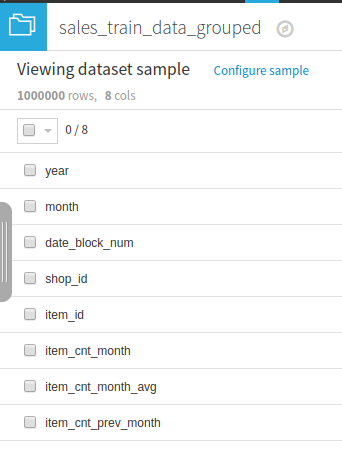 sales_train_data_grouped
Viewing dataset sample Configure sample
1000000 rows, 8 cols
0 / 8
year
month
date_block_num
shop_id
item_id
item_cnt_month
item_cnt_month_avg
item_cnt_prev_month